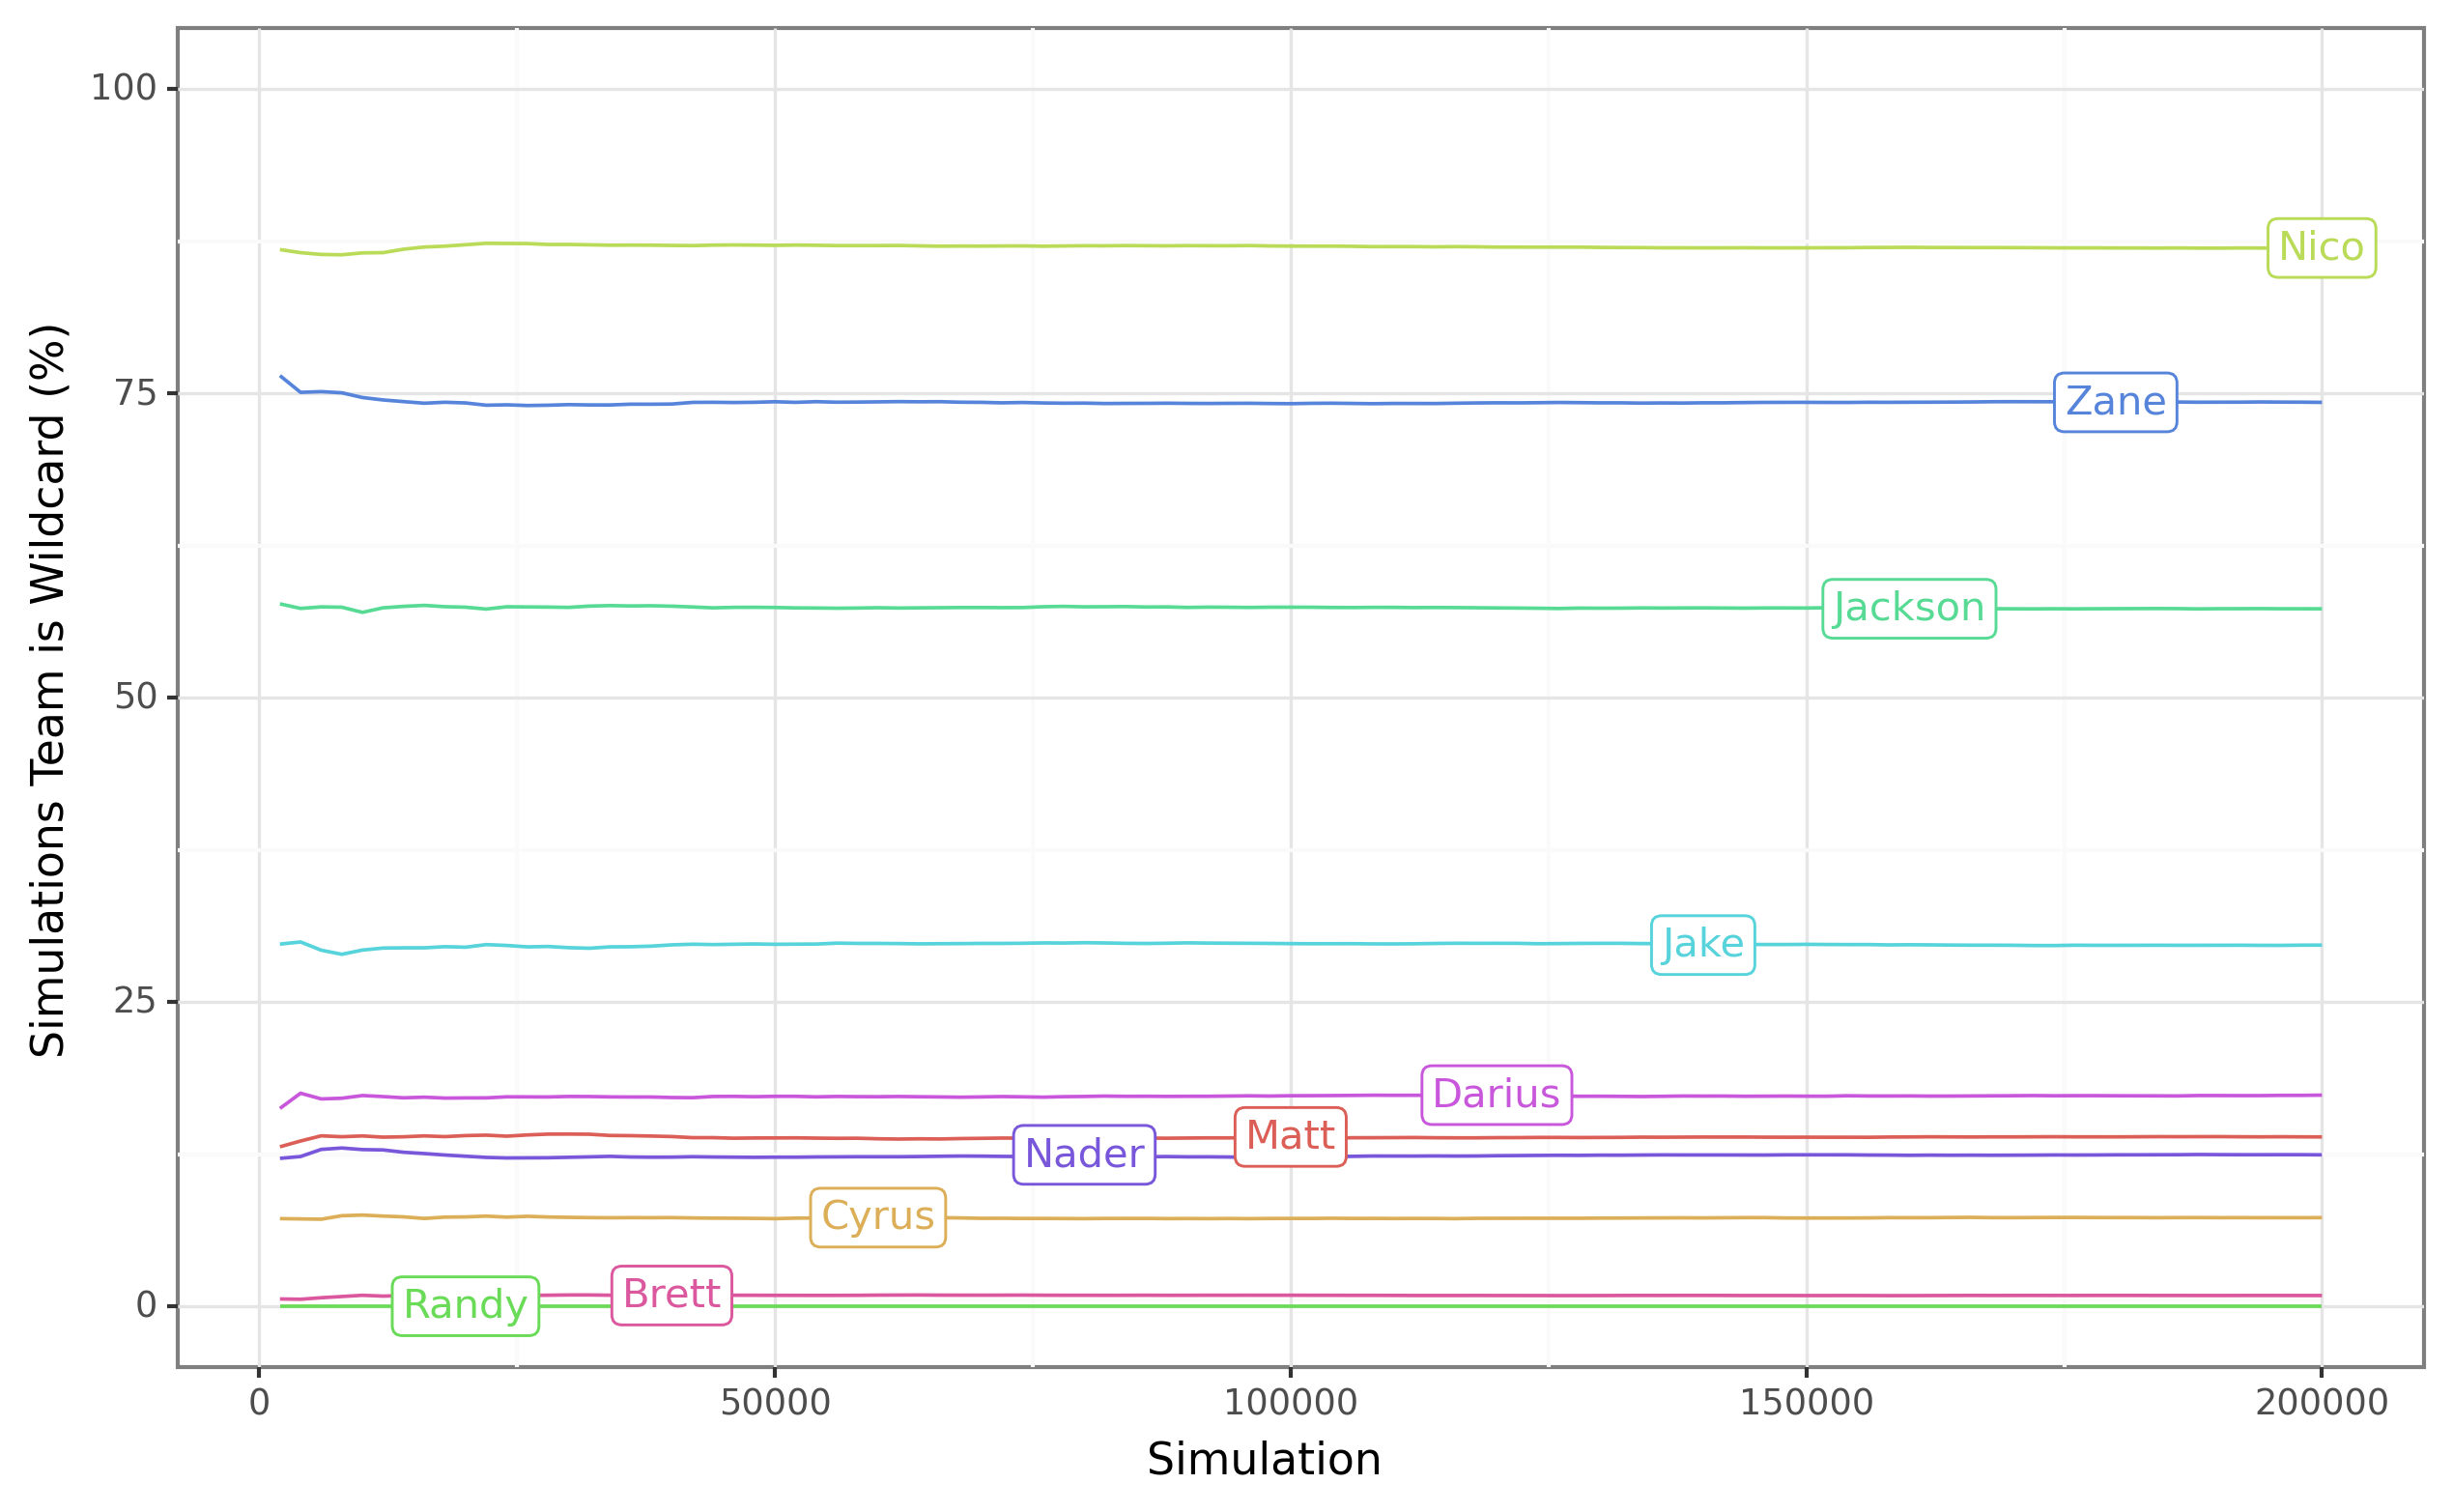 Simulations Team is Wildcard (%)
100
75
50
25
0
Nico
Zane
Jackson
Jake
Darius
Matt
Nader
Cyrus
Brett
Randy
0
50000
100000
150000
200000
Simulation